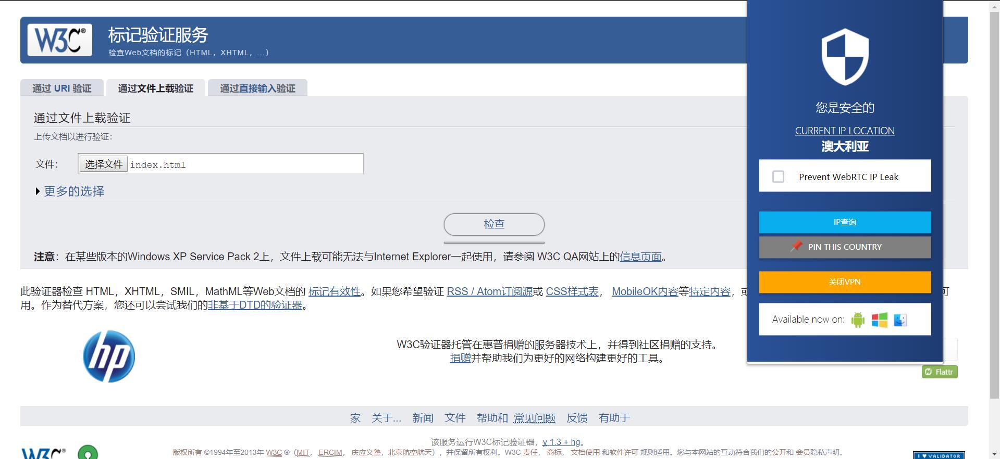 W3C®
标记验证服务
检查Web文档的标记（HTML，XHTML，...）
通过 URI 验证
通过文件上载验证
通过直接输入验证
通过文件上载验证
上传文档以进行验证：
文件：
选择文件 index.html
更多的选择
检查
注意：在某些版本的Windows XP Service Pack 2上，文件上载可能无法与Internet Explorer一起使用，请参阅 W3C QA网站上的信息页面。
此验证器检查 HTML，XHTML，SMIL，MathML等Web文档的 标记有效性。如果您希望验证 RSS / Atom订阅源或 CSS样式表， MobileOK内容等特定内容，或
可
用。作为替代方案，您还可以尝试我们的非基于DTD的验证器。
hp
W3C验证器托管在惠普捐赠的服务器技术上，并得到社区捐赠的支持。
捐赠并帮助我们为更好的网络构建更好的工具。
Flattr
家 关于... 新闻 文件 帮助和 常见问题 反馈 有助于
该服务运行W3C标记验证器，v 1.3 + hg。
W3C®
版权所有 ©1994年至2013年 W3C ®（MIT， ERCIM， 庆应义塾，北京航空航天），并保留所有权利。W3C 责任， 商标， 文档使用 和软件许可 规则适用。您与本网站的互动符合我们的公开和 会员隐私声明。
I ♥ VALIDATOR
您是安全的
CURRENT IP LOCATION
澳大利亚
Prevent WebRTC IP Leak
IP查询
PIN THIS COUNTRY
关闭VPN
Available now on: